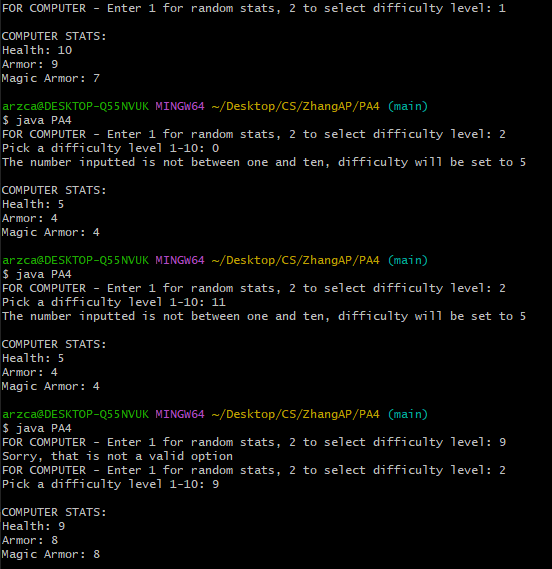 FOR COMPUTER - Enter 1 for random stats, 2 to select difficulty level: 1

COMPUTER STATS:
Health: 10
Armor: 9
Magic Armor: 7

arzca@DESKTOP-Q55NVUK MINGW64 ~/Desktop/CS/ZhangAP/PA4 (main)
$ java PA4
FOR COMPUTER - Enter 1 for random stats, 2 to select difficulty level: 2
Pick a difficulty level 1-10: 0
The number inputted is not between one and ten, difficulty will be set to 5

COMPUTER STATS:
Health: 5
Armor: 4
Magic Armor: 4

arzca@DESKTOP-Q55NVUK MINGW64 ~/Desktop/CS/ZhangAP/PA4 (main)
$ java PA4
FOR COMPUTER - Enter 1 for random stats, 2 to select difficulty level: 2
Pick a difficulty level 1-10: 11
The number inputted is not between one and ten, difficulty will be set to 5

COMPUTER STATS:
Health: 5
Armor: 4
Magic Armor: 4

arzca@DESKTOP-Q55NVUK MINGW64 ~/Desktop/CS/ZhangAP/PA4 (main)
$ java PA4
FOR COMPUTER - Enter 1 for random stats, 2 to select difficulty level: 9
Sorry, that is not a valid option
FOR COMPUTER - Enter 1 for random stats, 2 to select difficulty level: 2
Pick a difficulty level 1-10: 9

COMPUTER STATS:
Health: 9
Armor: 8
Magic Armor: 8